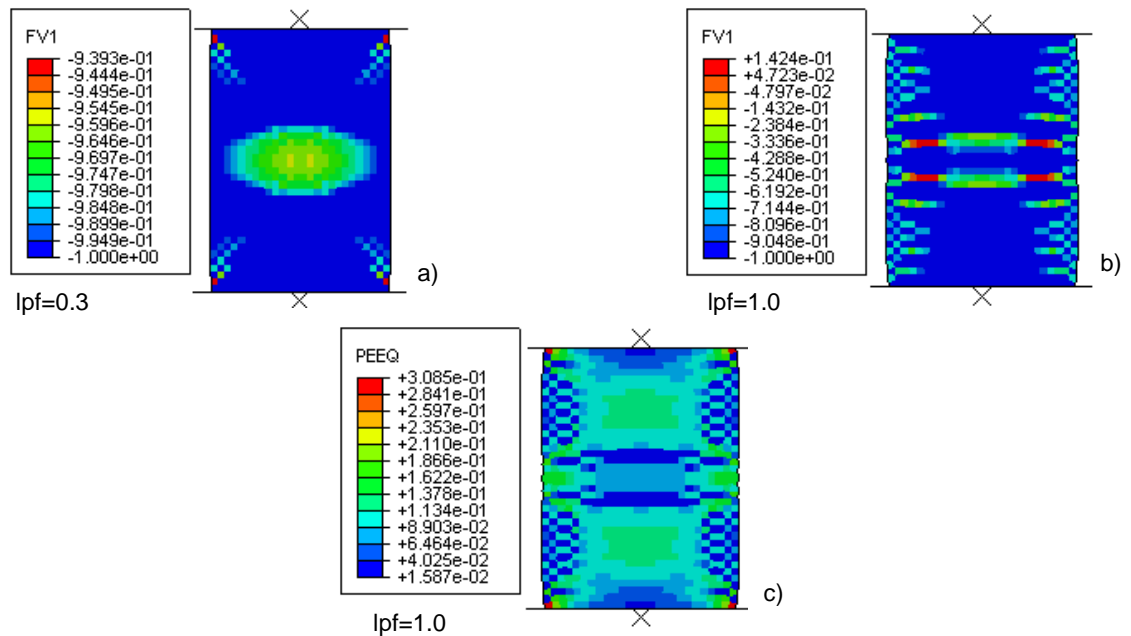 FV1
-9.393e-01
-9.444e-01
-9.495e-01
-9.545e-01
-9.596e-01
-9.646e-01
-9.697e-01
-9.747e-01
-9.798e-01
-9.848e-01
-9.899e-01
-9.949e-01
-1.000e+00
a)
lpf=0.3
FV1
+1.424e-01
+4.723e-02
-4.797e-02
-1.432e-01
-2.384e-01
-3.336e-01
-4.288e-01
-5.240e-01
-6.192e-01
-7.144e-01
-8.096e-01
-9.048e-01
-1.000e+00
b)
lpf=1.0
PEEQ
+3.085e-01
+2.841e-01
+2.597e-01
+2.353e-01
+2.110e-01
+1.866e-01
+1.622e-01
+1.378e-01
+1.134e-01
+8.903e-02
+6.464e-02
+4.025e-02
+1.587e-02
c)
lpf=1.0